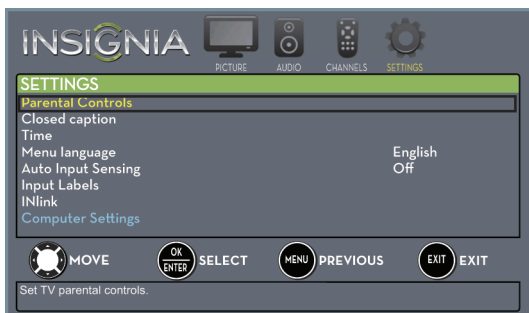 INSIGNIA
PICTURE AUDIO CHANNELS SETTINGS
SETTINGS
Parental Controls
Closed caption
Time
Menu language English
Auto Input Sensing Off
Input Labels
INlink
Computer Settings
MOVE OK ENTER SELECT MENU PREVIOUS EXIT EXIT
Set TV parental controls.